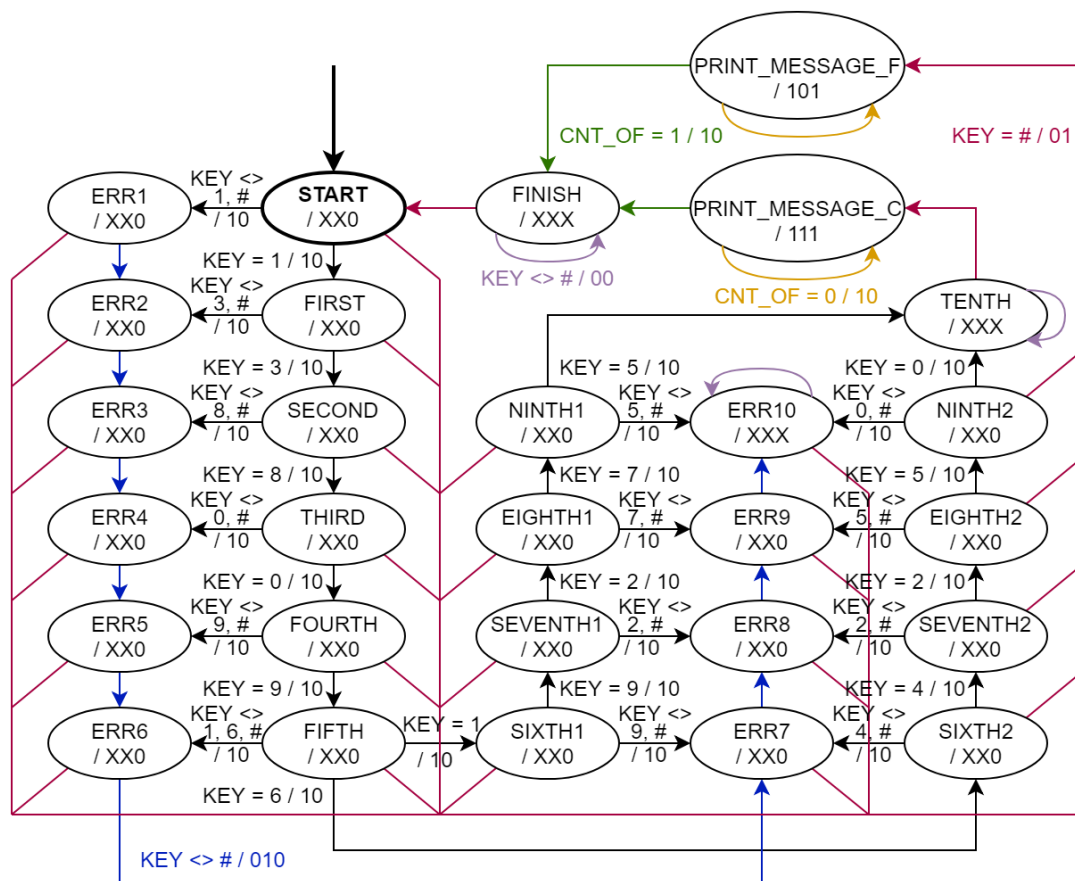 PRINT_MESSAGE_F
/ 101
CNT_OF = 1 / 10
KEY = # / 01
ERR1
/ XX0
KEY <>
1, #
/ 10
START
/ XX0
FINISH
/ XXX
PRINT_MESSAGE_C
/ 111
KEY = 1 / 10
KEY <> # / 00
CNT_OF = 0 / 10
ERR2
/ XX0
KEY <>
3, #
/ 10
FIRST
/ XX0
TENTH
/ XXX
KEY = 3 / 10
KEY = 5 / 10
KEY = 0 / 10
ERR3
/ XX0
KEY <>
8, #
/ 10
SECOND
/ XX0
NINTH1
/ XX0
KEY <>
5, #
/ 10
ERR10
/ XXX
KEY <>
0, #
/ 10
NINTH2
/ XX0
KEY = 8 / 10
KEY = 7 / 10
KEY = 5 / 10
ERR4
/ XX0
KEY <>
0, #
/ 10
THIRD
/ XX0
EIGHTH1
/ XX0
KEY <>
7, #
/ 10
ERR9
/ XX0
KEY <>
5, #
/ 10
EIGHTH2
/ XX0
KEY = 0 / 10
KEY = 2 / 10
KEY = 2 / 10
ERR5
/ XX0
KEY <>
9, #
/ 10
FOURTH
/ XX0
SEVENTH1
/ XX0
KEY <>
2, #
/ 10
ERR8
/ XX0
KEY <>
2, #
/ 10
SEVENTH2
/ XX0
KEY = 9 / 10
KEY = 9 / 10
KEY = 4 / 10
ERR6
/ XX0
KEY <>
1, 6, #
/ 10
FIFTH
/ XX0
KEY = 1
/ 10
SIXTH1
/ XX0
KEY <>
9, #
/ 10
ERR7
/ XX0
KEY <>
4, #
/ 10
SIXTH2
/ XX0
KEY = 6 / 10
KEY <> # / 010